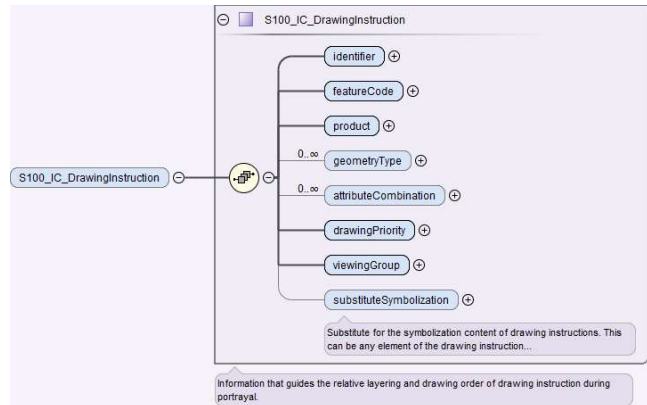 S100_IC_DrawingInstruction
identifier
featureCode
product
0..∞ geometryType
S100_IC_DrawingInstruction
0..∞ attributeCombination
drawingPriority
viewingGroup
substituteSymbolization
Substitute for the symbolization content of drawing instructions. This
can be any element of the drawing instruction...
Information that guides the relative layering and drawing order of drawing instruction during
portrayal.